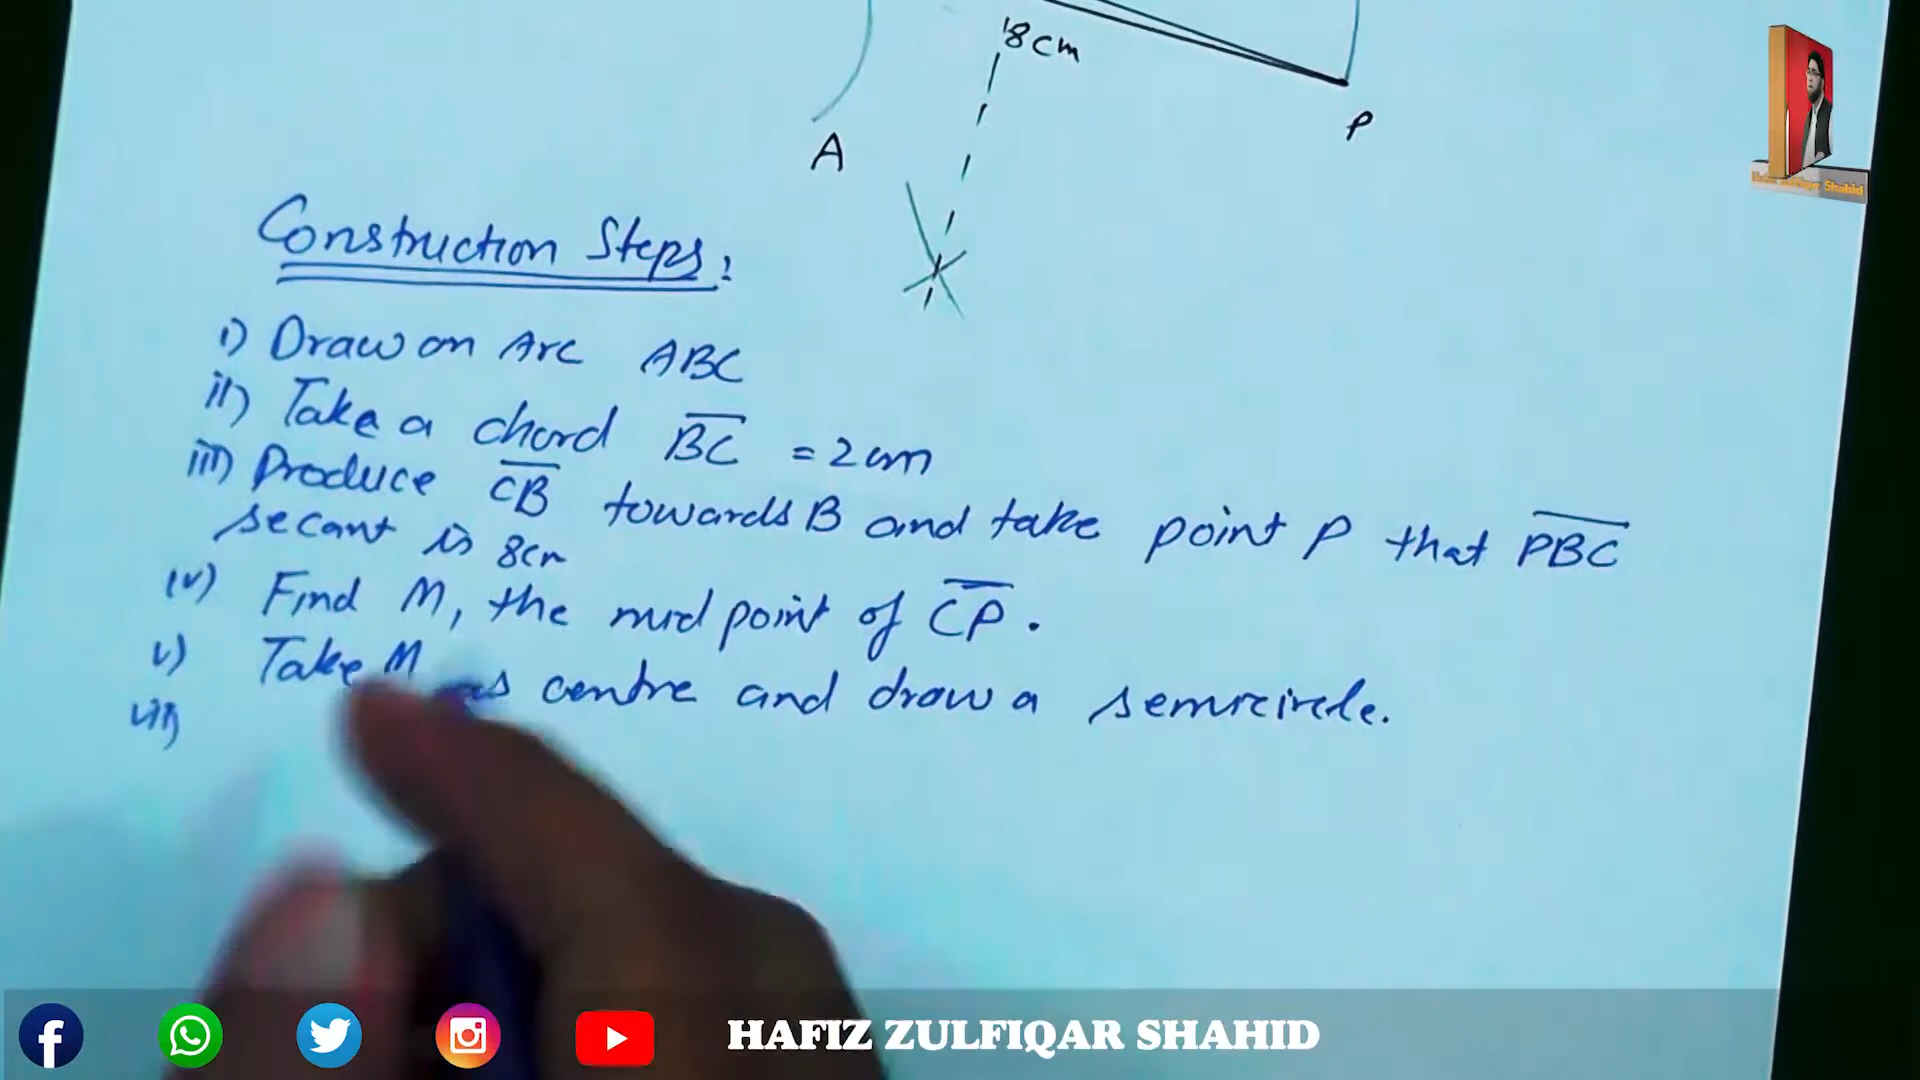 8cm
P
A
Construction Steps:
i) Draw an Arc ABC
ii) Take a chord BC = 2cm
iii) Produce CB towards B and take point P that PBC
secant is 8cm
iv) Find M, the mid point of CP.
v) Take M as centre and draw a semicircle.
vi)
Shahid
HAFIZ ZULFIQAR SHAHID